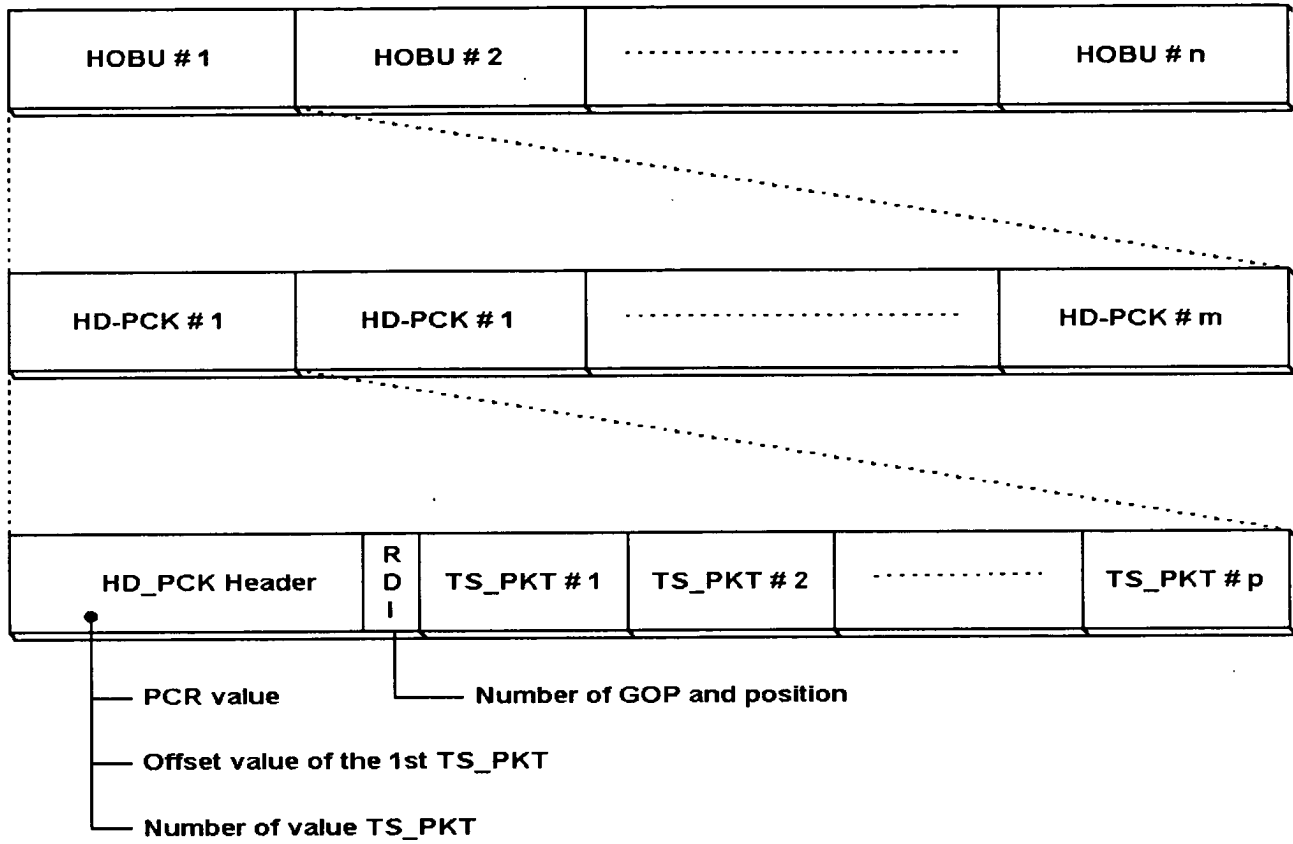 HOBU # 1 HOBU # 2 HOBU # n
HD-PCK # 1 HD-PCK # 1 HD-PCK # m
HD_PCK Header RDI TS_PKT # 1 TS_PKT # 2 TS_PKT # p
PCR value Number of GOP and position
Offset value of the 1st TS_PKT
Number of value TS_PKT